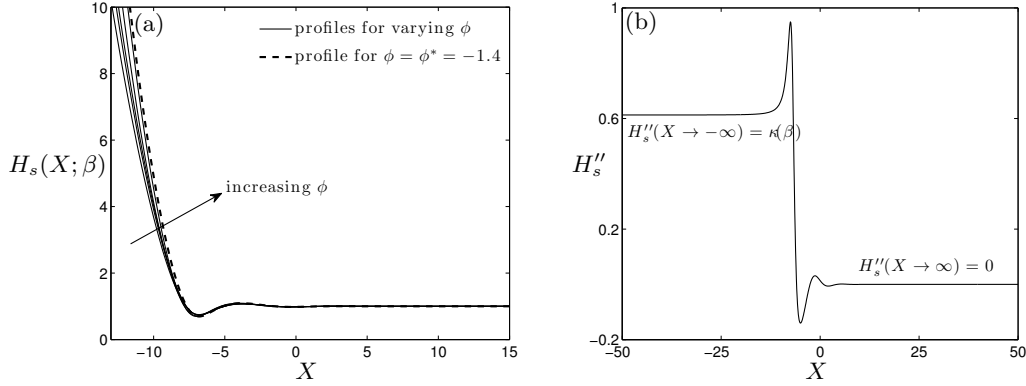 (a)
profiles for varying ϕ
profile for ϕ = ϕ* = −1.4
increasing ϕ
H_s(X; β)
10
8
6
4
2
0
−10 −5 0 5 10 15
X
(b)
1
0.6
0.2
−0.2
H_s''
H_s''(X → −∞) = κ(β)
H_s''(X → ∞) = 0
−50 −25 0 25 50
X